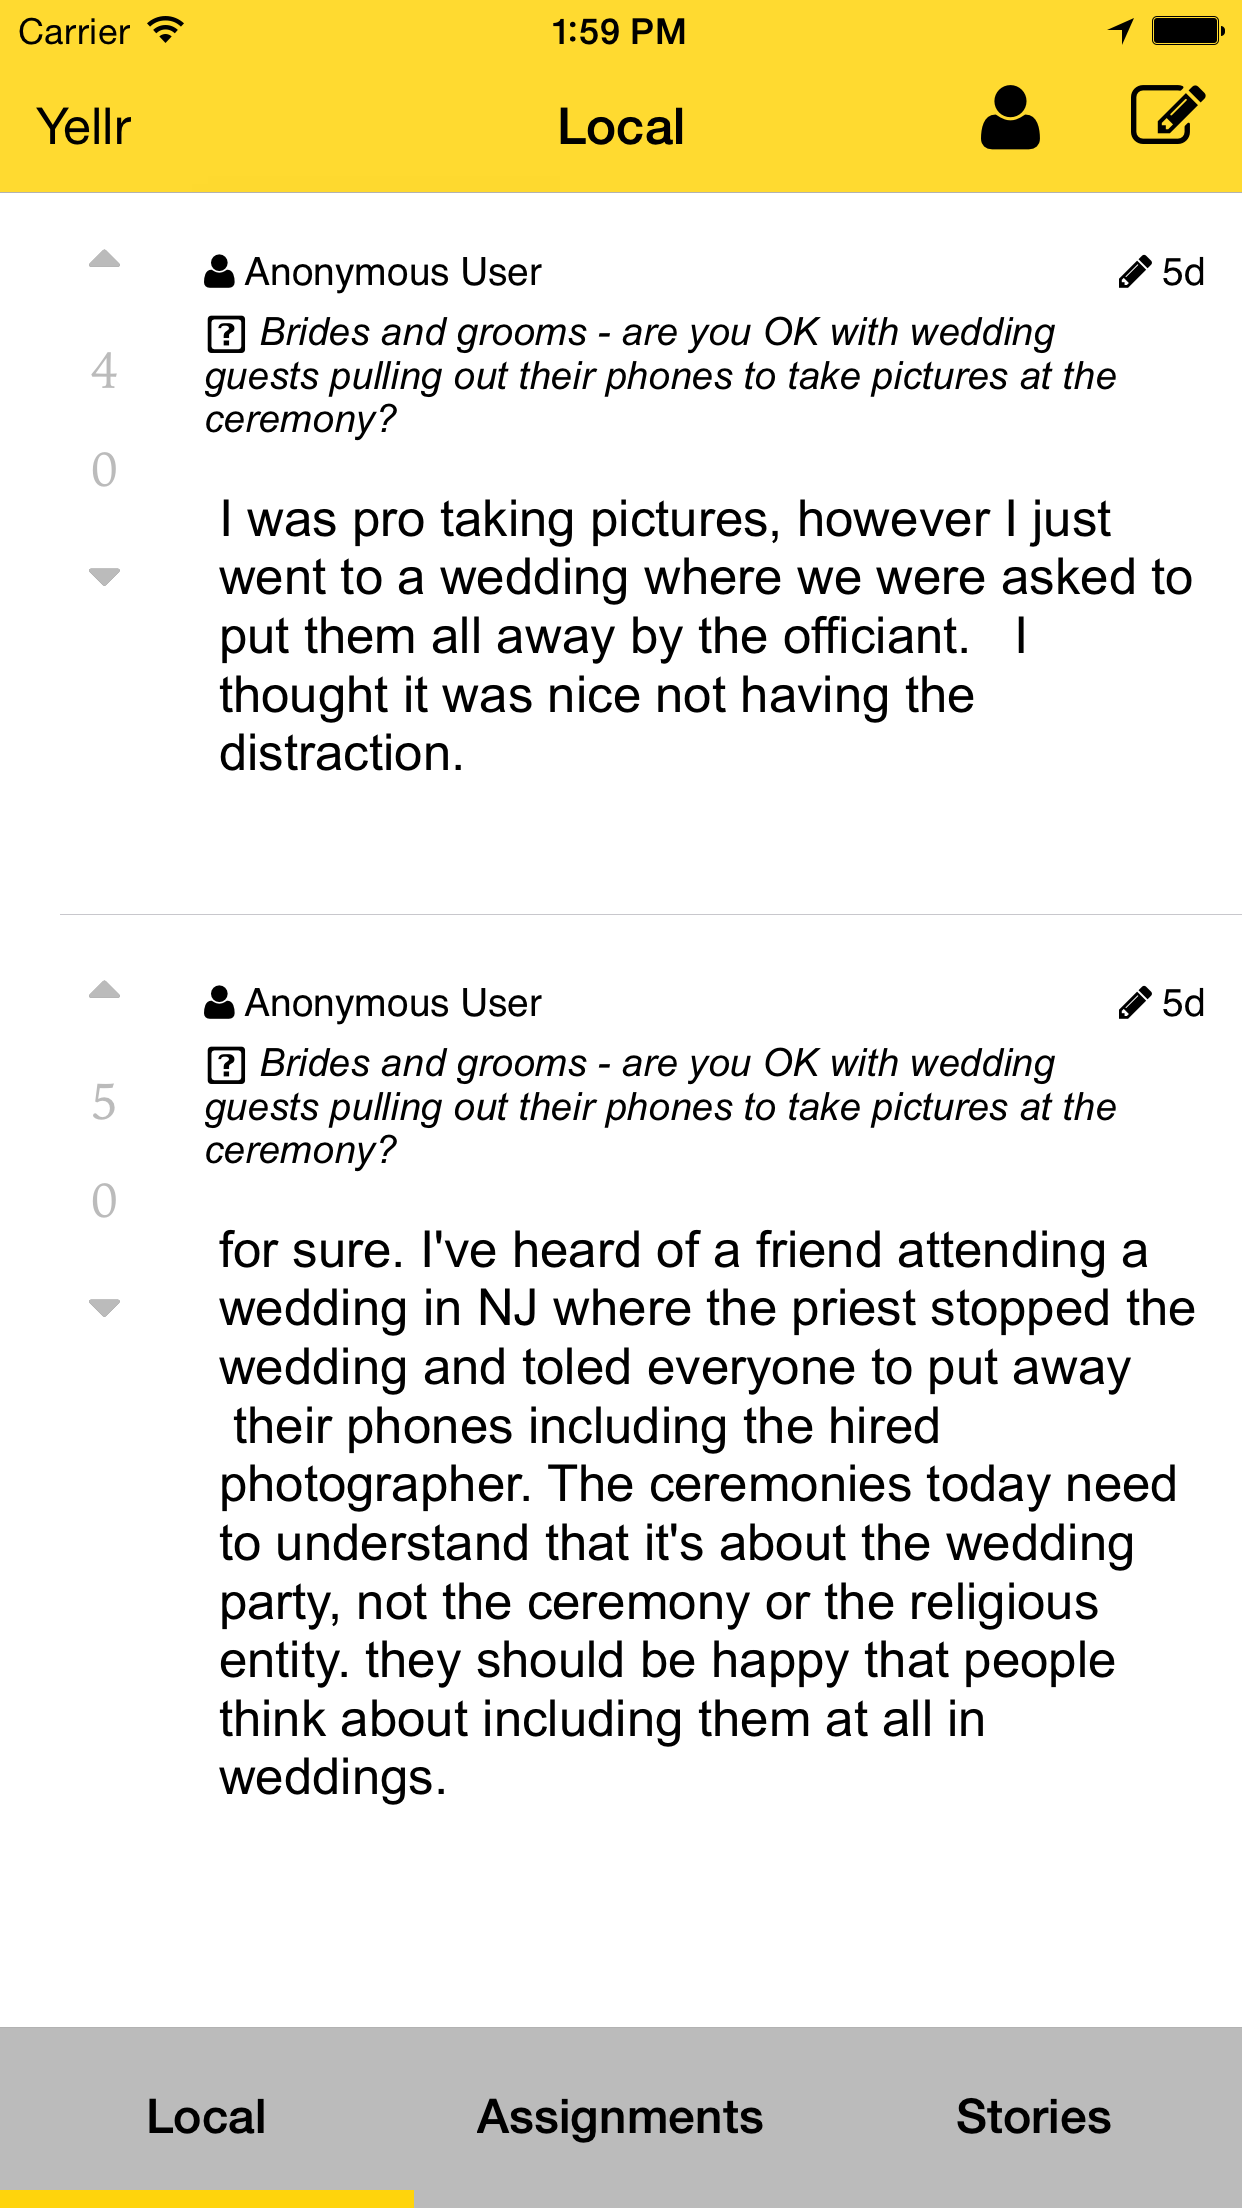 Carrier 1:59 PM
Yellr Local
Anonymous User 5d
Brides and grooms - are you OK with wedding
guests pulling out their phones to take pictures at the
ceremony?
4
0
I was pro taking pictures, however I just
went to a wedding where we were asked to
put them all away by the officiant.   I
thought it was nice not having the
distraction.
Anonymous User 5d
Brides and grooms - are you OK with wedding
guests pulling out their phones to take pictures at the
ceremony?
5
0
for sure. I've heard of a friend attending a
wedding in NJ where the priest stopped the
wedding and toled everyone to put away
their phones including the hired
photographer. The ceremonies today need
to understand that it's about the wedding
party, not the ceremony or the religious
entity. they should be happy that people
think about including them at all in
weddings.
Local Assignments Stories